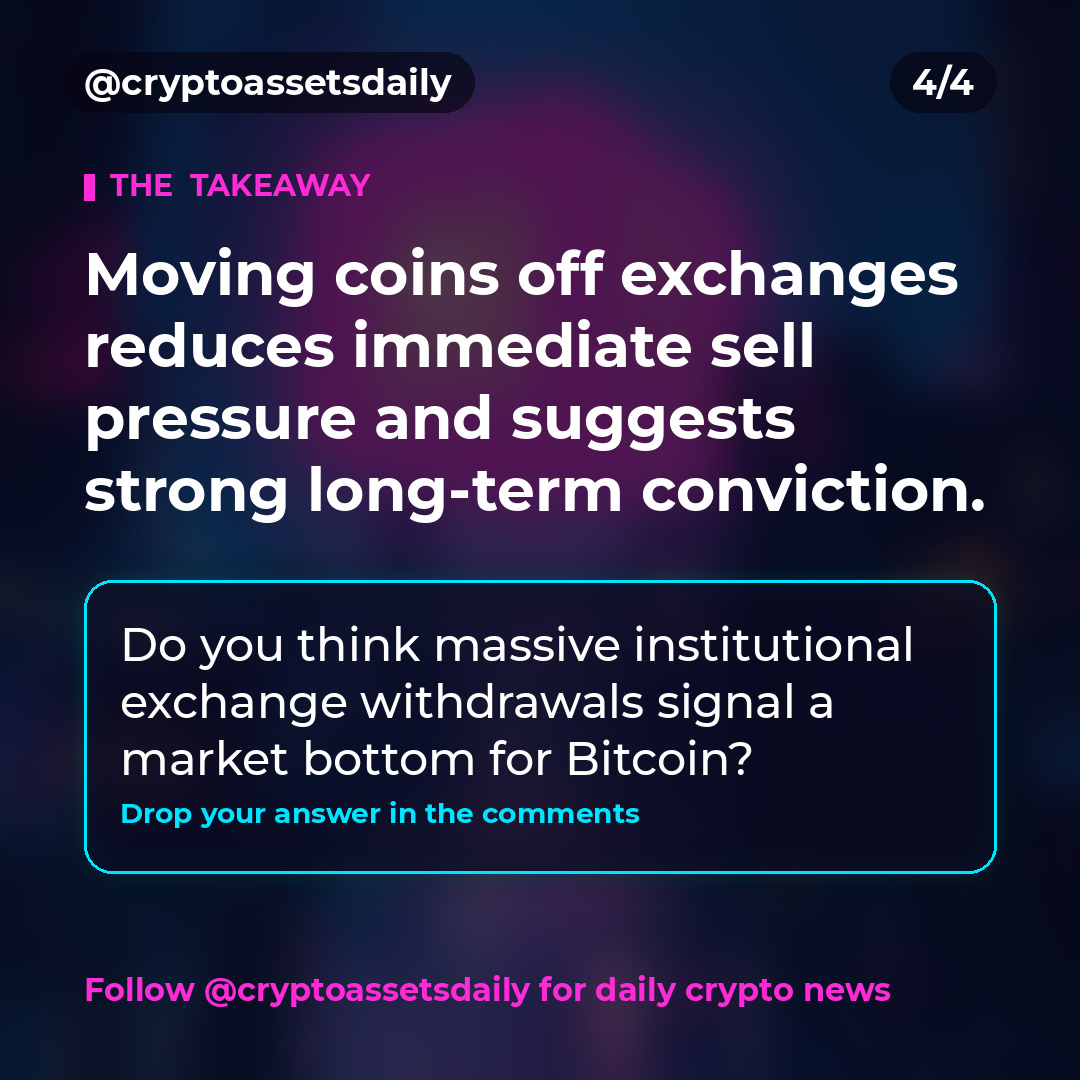 @cryptoassetsdaily
4/4
THE TAKEAWAY
Moving coins off exchanges
reduces immediate sell
pressure and suggests
strong long-term conviction.
Do you think massive institutional
exchange withdrawals signal a
market bottom for Bitcoin?
Drop your answer in the comments
Follow @cryptoassetsdaily for daily crypto news